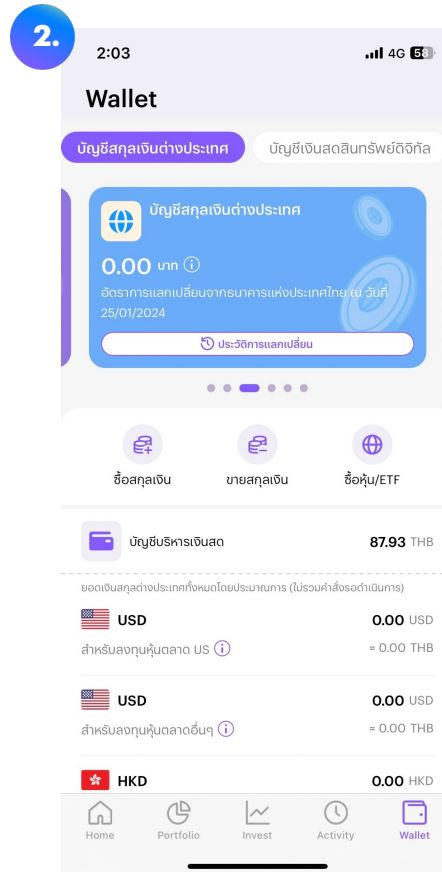 2.
2:03
4G 58
Wallet
บัญชีสกุลเงินต่างประเทศ
บัญชีเงินสดสินทรัพย์ดิจิทัล
บัญชีสกุลเงินต่างประเทศ
0.00 บาท
อัตราการแลกเปลี่ยนจากธนาคารแห่งประเทศไทย ณ วันที่
25/01/2024
ประวัติการแลกเปลี่ยน
ซื้อสกุลเงิน
ขายสกุลเงิน
ซื้อหุ้น/ETF
บัญชีบริหารเงินสด
87.93 THB
ยอดเงินสกุลต่างประเทศทั้งหมดโดยประมาณการ (ไม่รวมคำสั่งรอดำเนินการ)
USD
0.00 USD
สำหรับลงทุนหุ้นตลาด US
≈ 0.00 THB
USD
0.00 USD
สำหรับลงทุนหุ้นตลาดอื่นๆ
≈ 0.00 THB
HKD
0.00 HKD
Home
Portfolio
Invest
Activity
Wallet